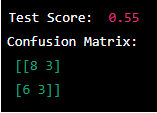 Test Score: 0.55
Confusion Matrix:
[[8 3]
[6 3]]